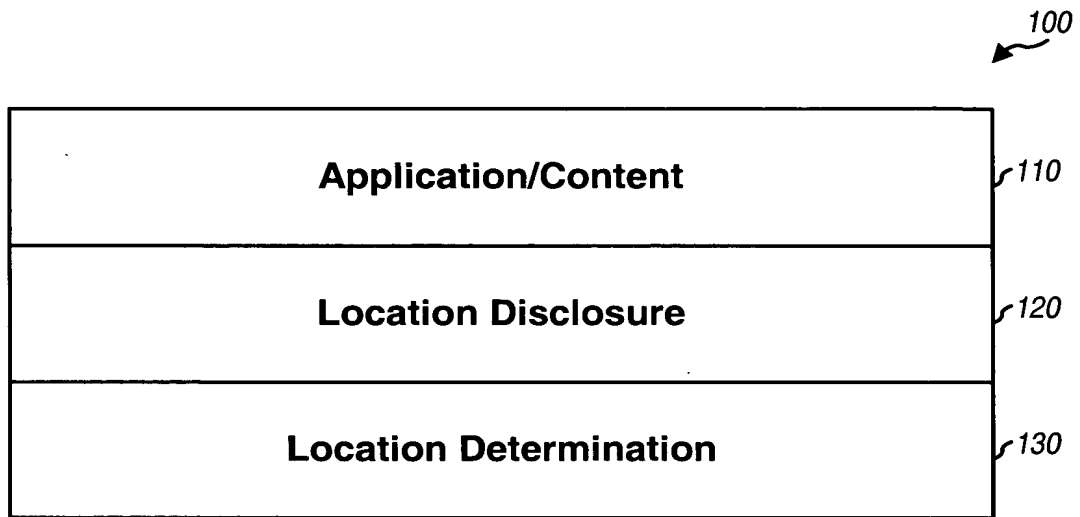 100
Application/Content
110
Location Disclosure
120
Location Determination
130